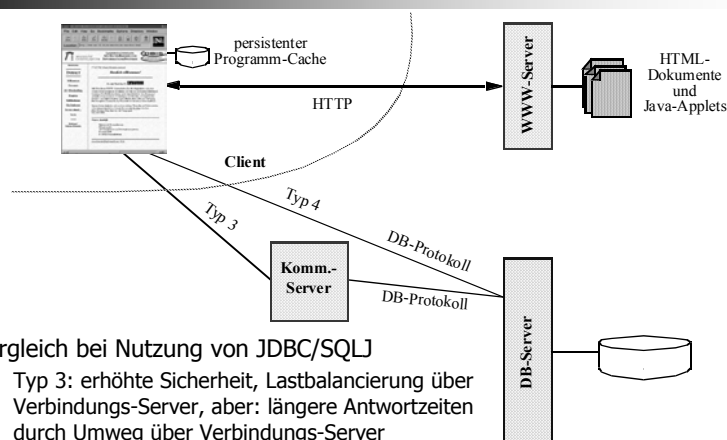 persistenter
Programm-Cache
HTTP
WWW-Server
HTML-
Dokumente
und
Java-Applets
Client
Typ 3
Typ 4
DB-Protokoll
Komm.-
Server
DB-Protokoll
DB-Server
rgleich bei Nutzung von JDBC/SQLJ
Typ 3: erhöhte Sicherheit, Lastbalancierung über
Verbindungs-Server, aber: längere Antwortzeiten
durch Umweg über Verbindungs-Server